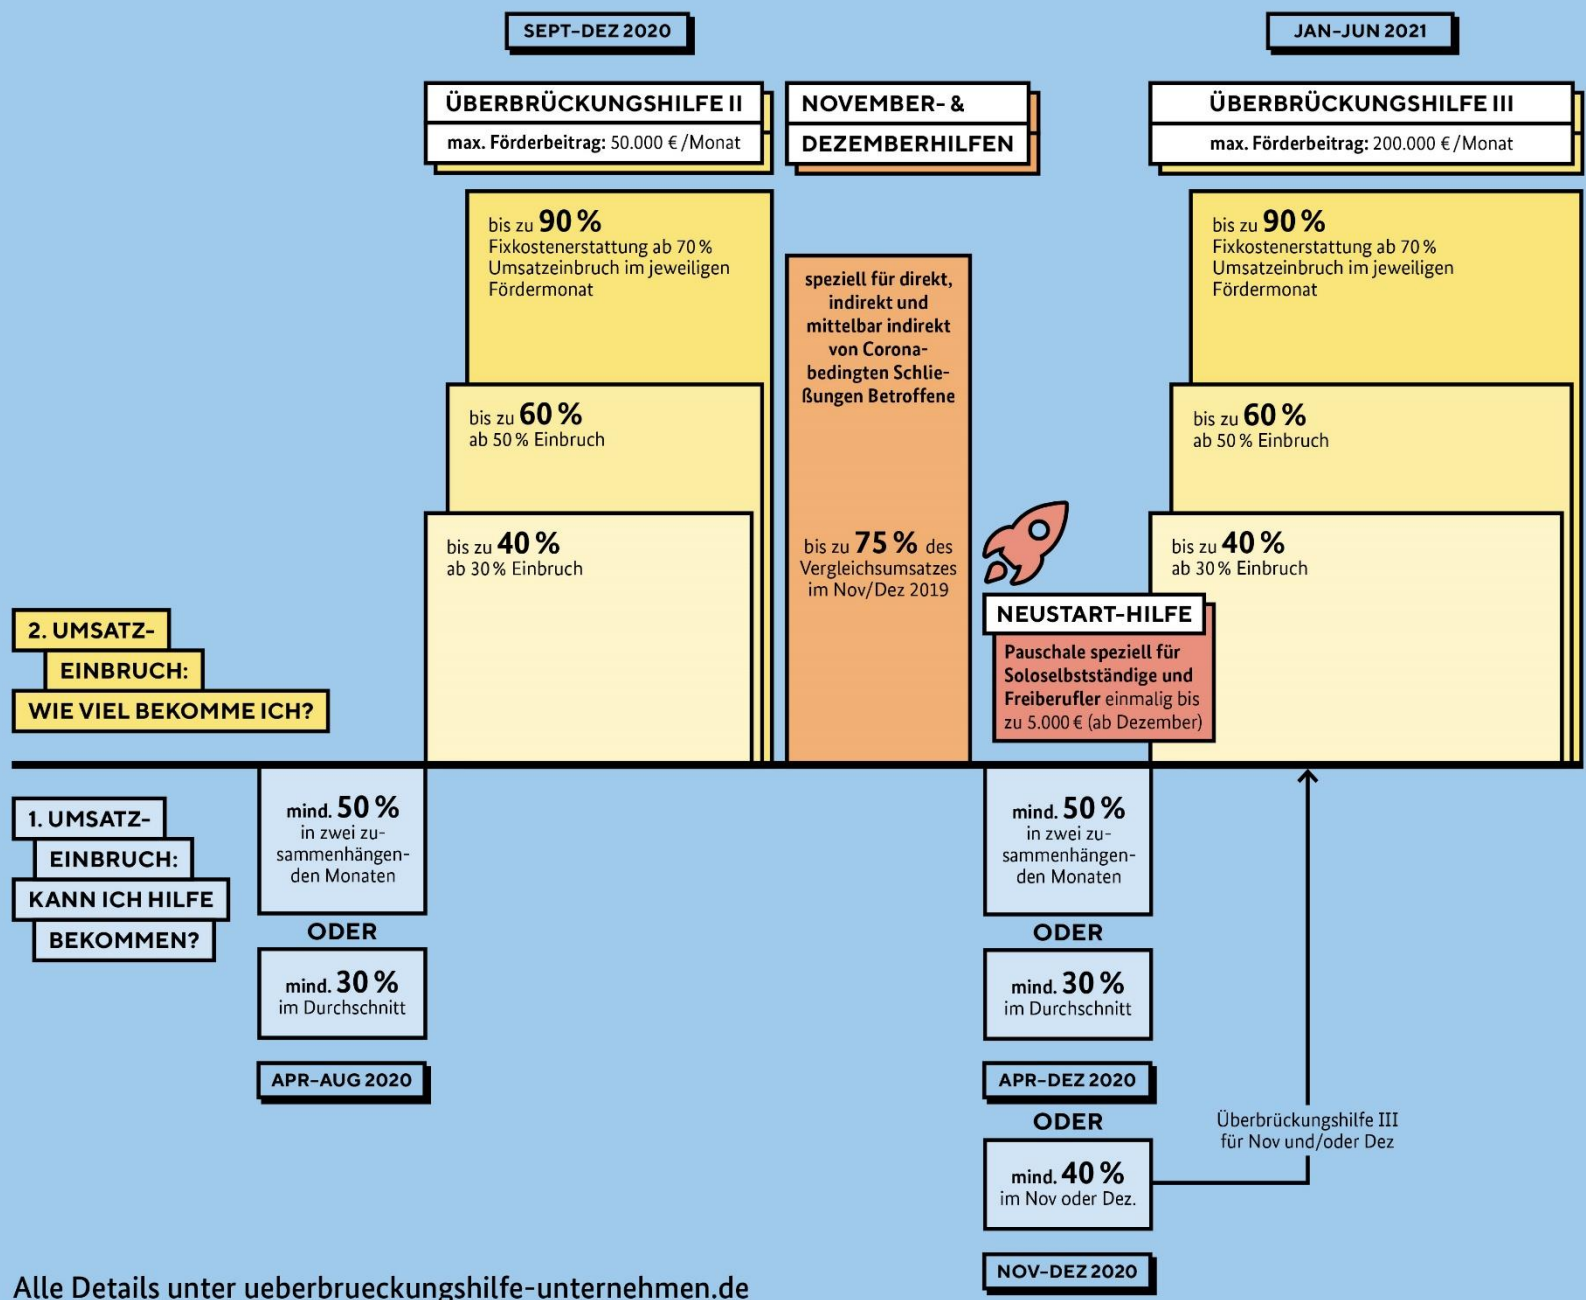 SEPT–DEZ 2020
ÜBERBRÜCKUNGSHILFE II
max. Förderbeitrag: 50.000 €/Monat
bis zu 90 %
Fixkostenerstattung ab 70 %
Umsatzeinbruch im jeweiligen
Fördermonat
bis zu 60 %
ab 50 % Einbruch
bis zu 40 %
ab 30 % Einbruch
NOVEMBER- &
DEZEMBERHILFEN
speziell für direkt,
indirekt und
mittelbar indirekt
von Corona-
bedingten Schlie-
ßungen Betroffene
bis zu 75 % des
Vergleichsumsatzes
im Nov/Dez 2019
NEUSTART-HILFE
Pauschale speziell für
Soloselbstständige und
Freiberufler einmalig bis
zu 5.000 € (ab Dezember)
JAN–JUN 2021
ÜBERBRÜCKUNGSHILFE III
max. Förderbeitrag: 200.000 €/Monat
bis zu 90 %
Fixkostenerstattung ab 70 %
Umsatzeinbruch im jeweiligen
Fördermonat
bis zu 60 %
ab 50 % Einbruch
bis zu 40 %
ab 30 % Einbruch
2. UMSATZ-
EINBRUCH:
WIE VIEL BEKOMME ICH?
1. UMSATZ-
EINBRUCH:
KANN ICH HILFE
BEKOMMEN?
mind. 50 %
in zwei zu-
sammenhängen-
den Monaten
ODER
mind. 30 %
im Durchschnitt
APR–AUG 2020
mind. 50 %
in zwei zu-
sammenhängen-
den Monaten
ODER
mind. 30 %
im Durchschnitt
APR–DEZ 2020
ODER
mind. 40 %
im Nov oder Dez.
NOV–DEZ 2020
Überbrückungshilfe III
für Nov und/oder Dez
Alle Details unter ueberbrueckungshilfe-unternehmen.de